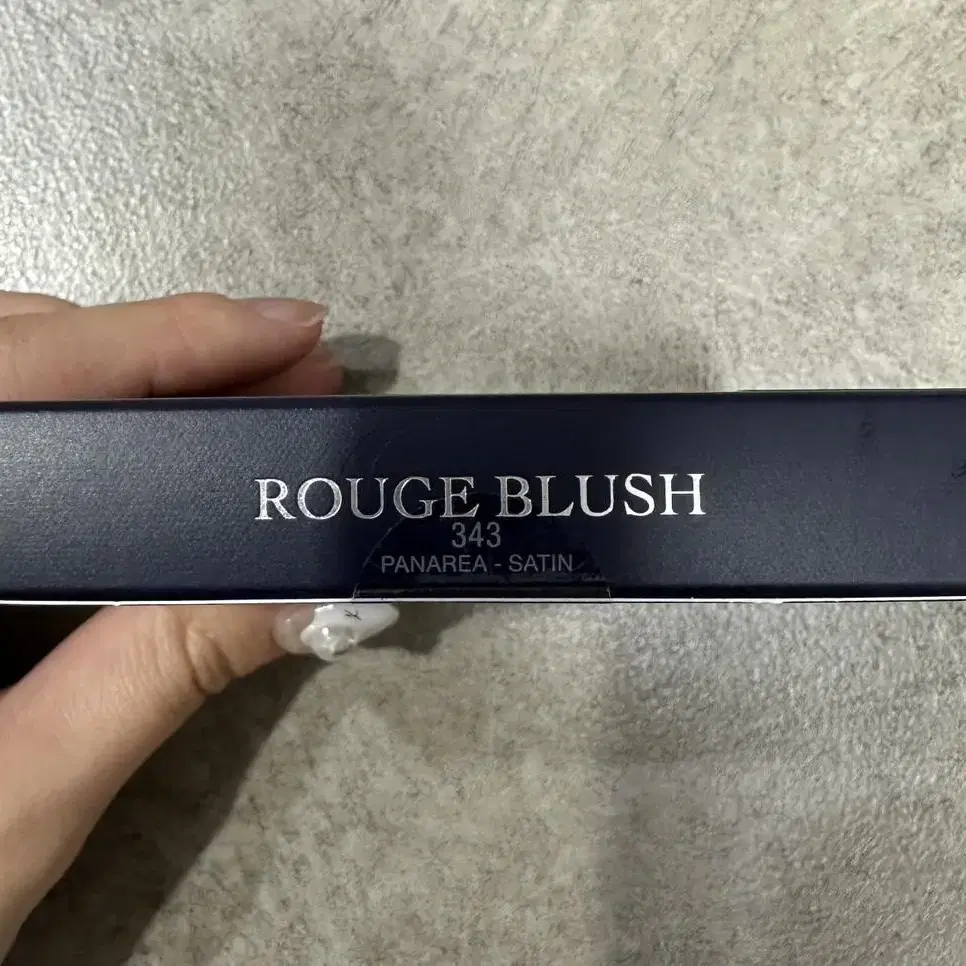 ROUGE BLUSH
343
PANAREA - SATIN